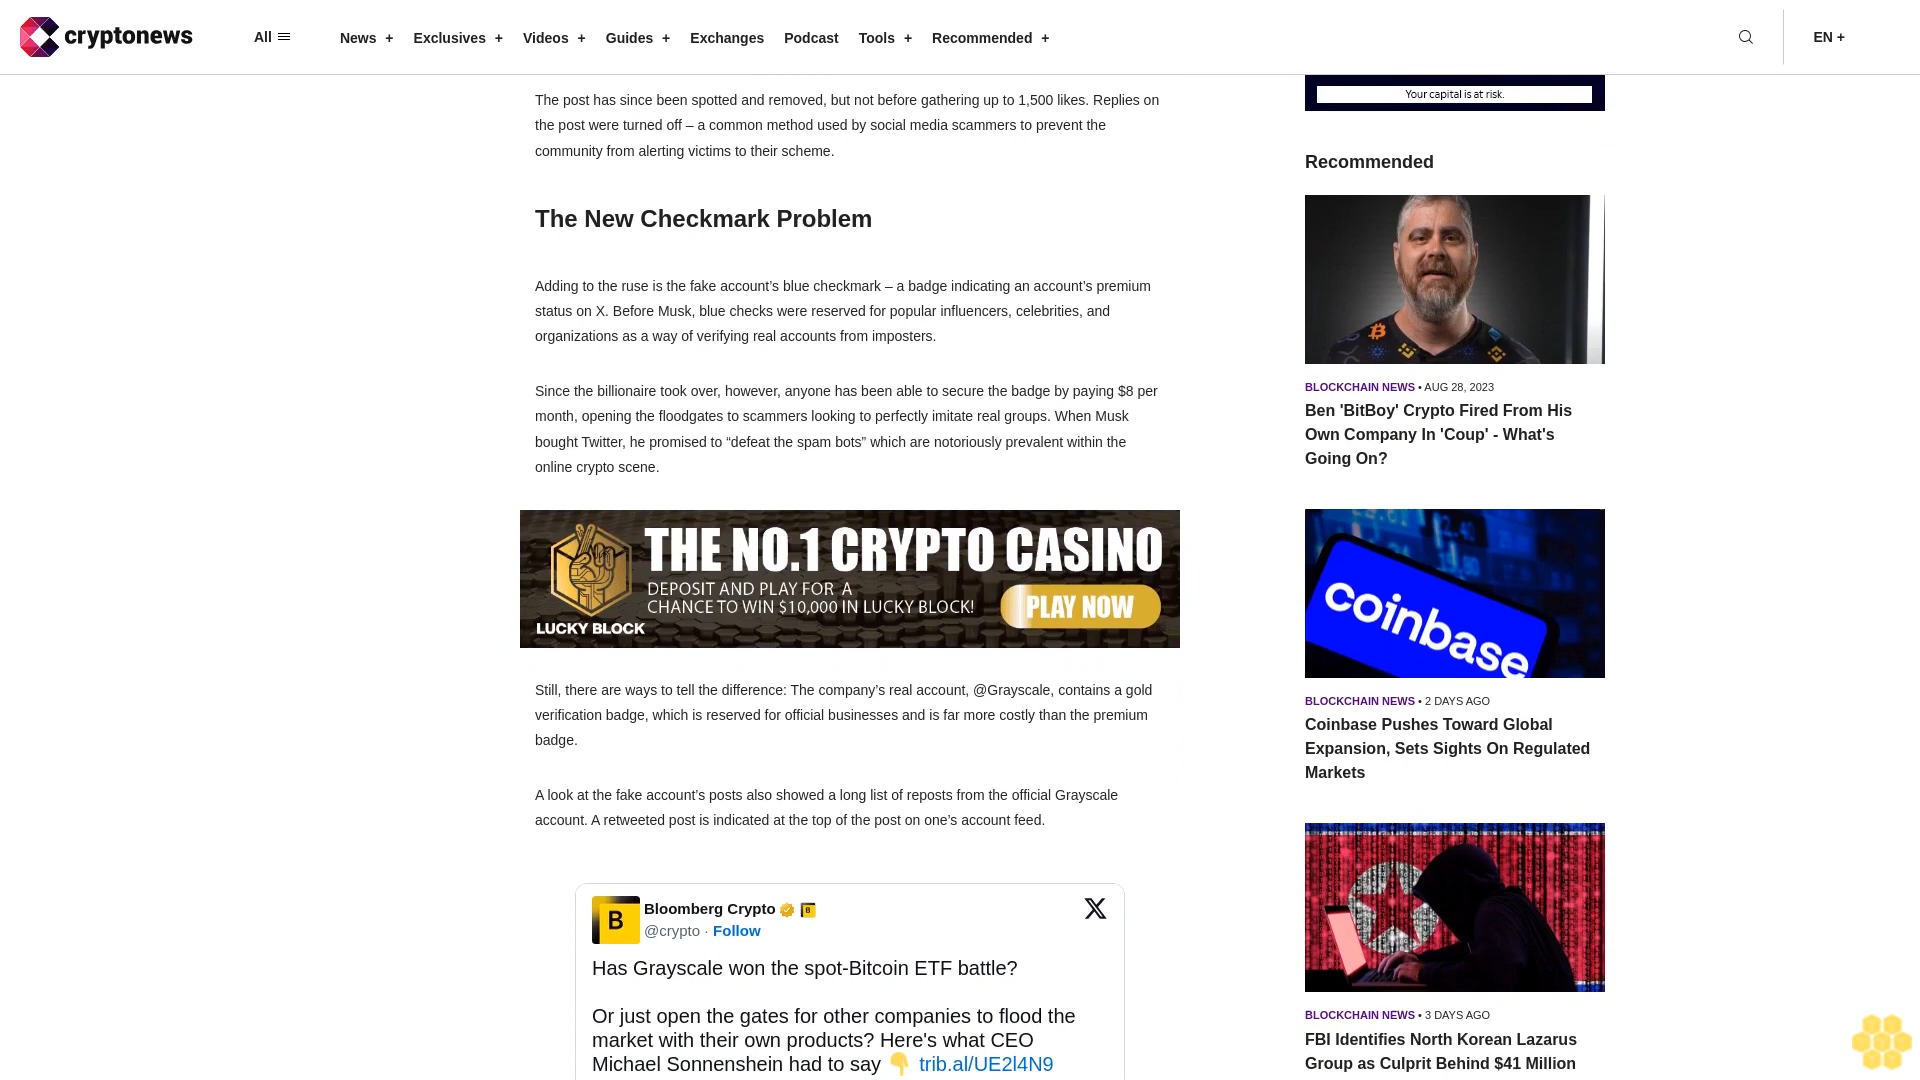 cryptonews
All
News +
Exclusives +
Videos +
Guides +
Exchanges
Podcast
Tools +
Recommended +
EN +
The post has since been spotted and removed, but not before gathering up to 1,500 likes. Replies on
the post were turned off – a common method used by social media scammers to prevent the
community from alerting victims to their scheme.
The New Checkmark Problem
Adding to the ruse is the fake account’s blue checkmark – a badge indicating an account’s premium
status on X. Before Musk, blue checks were reserved for popular influencers, celebrities, and
organizations as a way of verifying real accounts from imposters.
Since the billionaire took over, however, anyone has been able to secure the badge by paying $8 per
month, opening the floodgates to scammers looking to perfectly imitate real groups. When Musk
bought Twitter, he promised to “defeat the spam bots” which are notoriously prevalent within the
online crypto scene.
THE NO.1 CRYPTO CASINO
DEPOSIT AND PLAY FOR A
CHANCE TO WIN $10,000 IN LUCKY BLOCK!
PLAY NOW
LUCKY BLOCK
Still, there are ways to tell the difference: The company’s real account, @Grayscale, contains a gold
verification badge, which is reserved for official businesses and is far more costly than the premium
badge.
A look at the fake account’s posts also showed a long list of reposts from the official Grayscale
account. A retweeted post is indicated at the top of the post on one’s account feed.
B
Bloomberg Crypto
B
@crypto · Follow
Has Grayscale won the spot-Bitcoin ETF battle?
Or just open the gates for other companies to flood the
market with their own products? Here's what CEO
Michael Sonnenshein had to say 👇 trib.al/UE2l4N9
Your capital is at risk.
Recommended
BLOCKCHAIN NEWS • AUG 28, 2023
Ben 'BitBoy' Crypto Fired From His
Own Company In 'Coup' - What's
Going On?
coinbase
BLOCKCHAIN NEWS • 2 DAYS AGO
Coinbase Pushes Toward Global
Expansion, Sets Sights On Regulated
Markets
BLOCKCHAIN NEWS • 3 DAYS AGO
FBI Identifies North Korean Lazarus
Group as Culprit Behind $41 Million